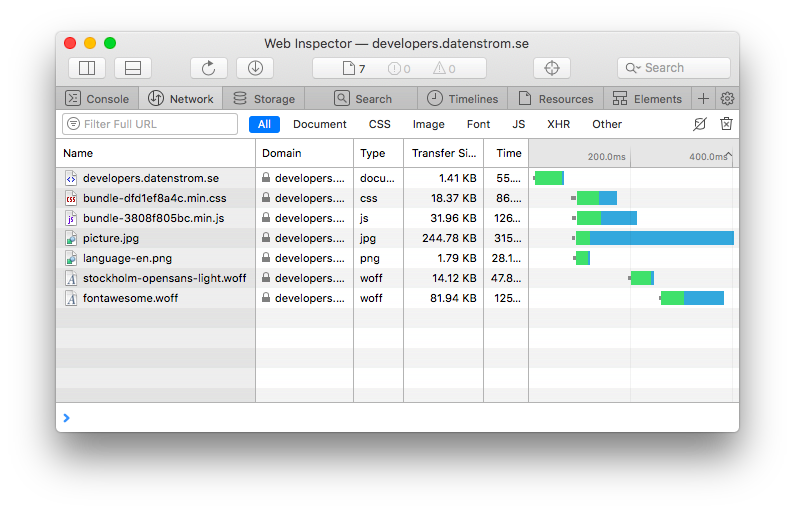 Web Inspector — developers.datenstrom.se
7 0 0 Search
Console Network Storage Search Timelines Resources Elements
Filter Full URL All Document CSS Image Font JS XHR Other
Name Domain Type Transfer Si... Time 200.0ms 400.0ms
developers.datenstrom.se developers.... docu... 1.41 KB 55....
bundle-dfd1ef8a4c.min.css developers.... css 18.37 KB 86....
bundle-3808f805bc.min.js developers.... js 31.96 KB 126...
picture.jpg developers.... jpg 244.78 KB 315...
language-en.png developers.... png 1.79 KB 28.1...
stockholm-opensans-light.woff developers.... woff 14.12 KB 47.8...
fontawesome.woff developers.... woff 81.94 KB 125...